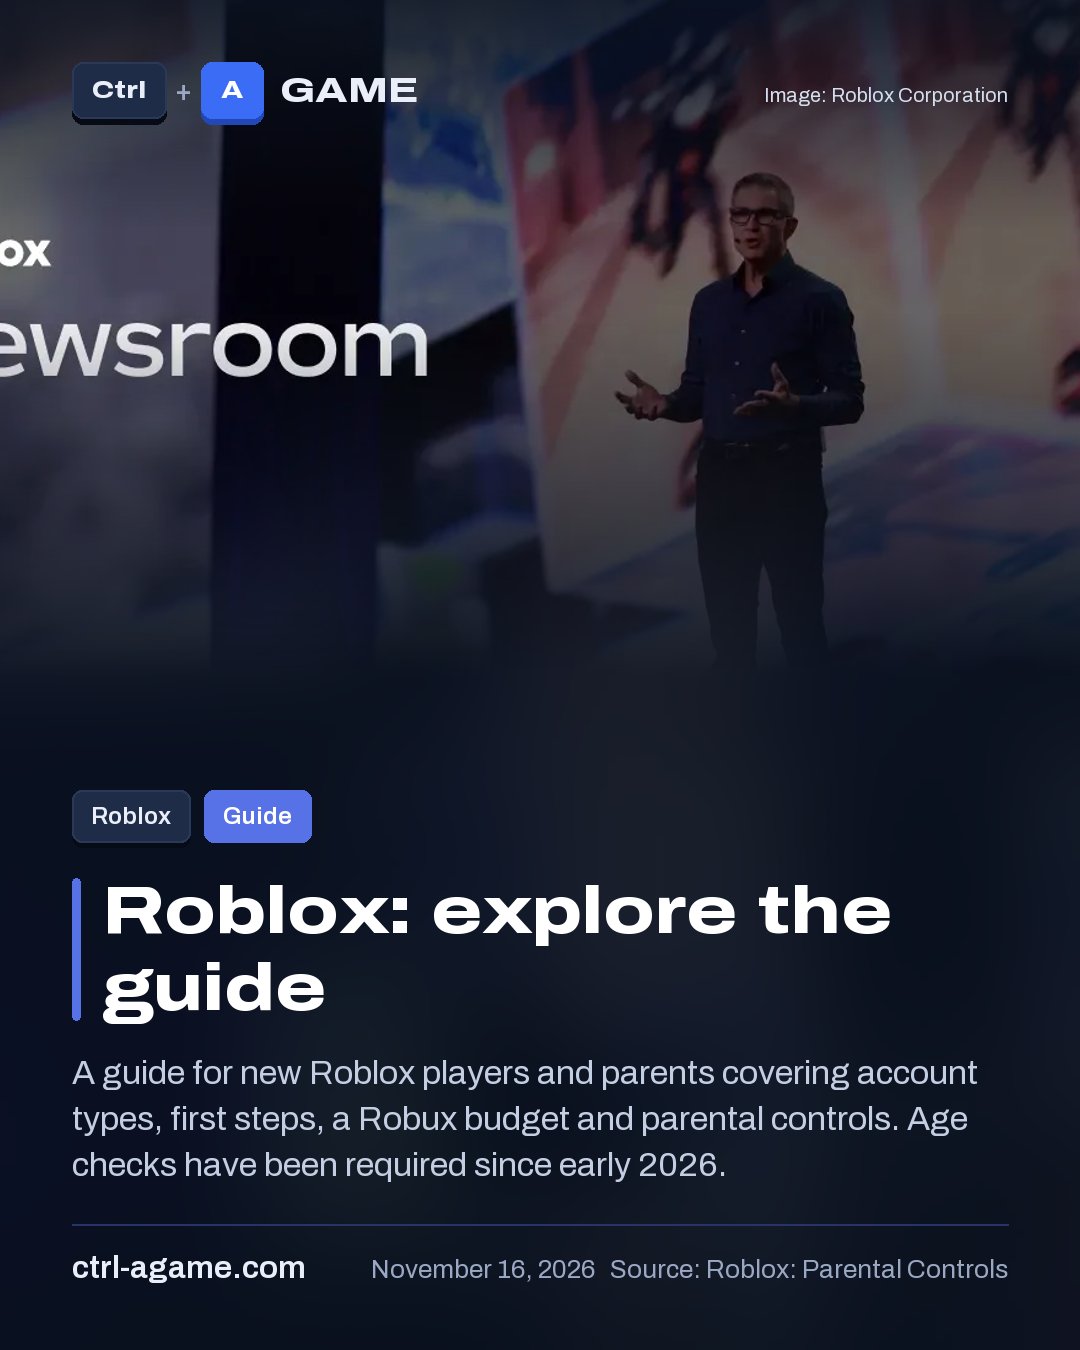 Ctrl + A GAME
Image: Roblox Corporation
ox
ewsroom
Roblox Guide
Roblox: explore the
guide
A guide for new Roblox players and parents covering account
types, first steps, a Robux budget and parental controls. Age
checks have been required since early 2026.
ctrl-agame.com November 16, 2026 Source: Roblox: Parental Controls